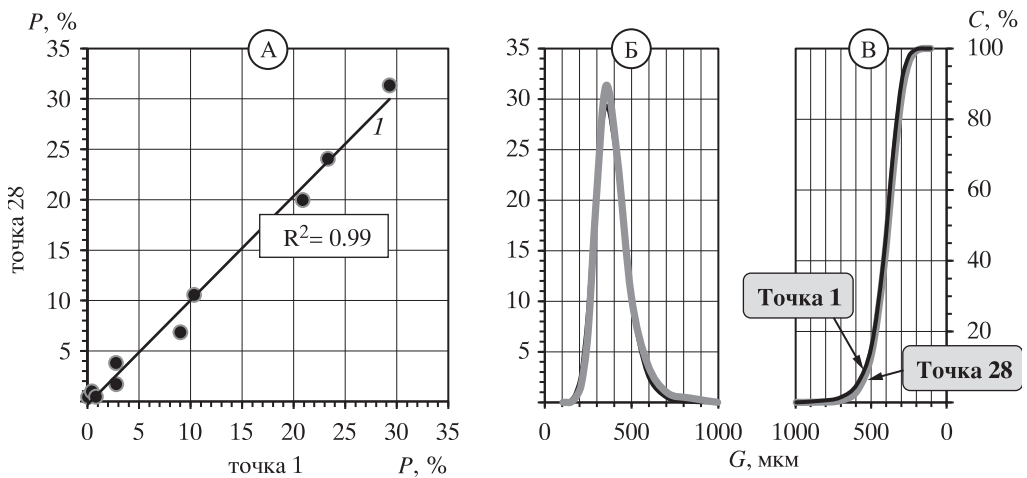 P, %
А
Б
В
C, %
35
30
25
20
15
10
5
точка 28
1
R²= 0.99
0 5 10 15 20 25 30 35
точка 1
P, %
35
30
25
20
15
10
5
0 500 1000
100
80
60
40
20
Точка 1
Точка 28
1000 500 0
G, мкм